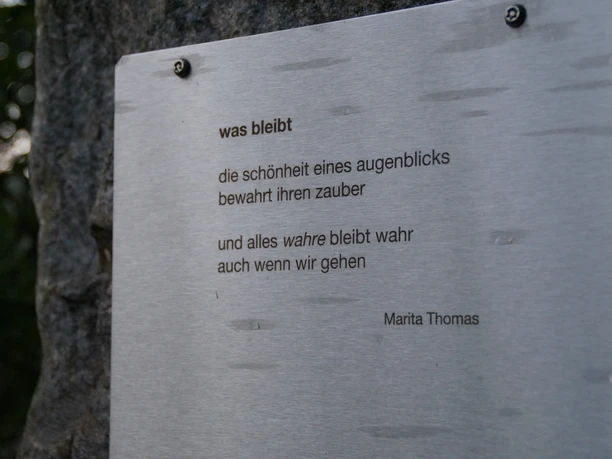 was bleibt
die schönheit eines augenblicks
bewahrt ihren zauber
und alles wahre bleibt wahr
auch wenn wir gehen
Marita Thomas